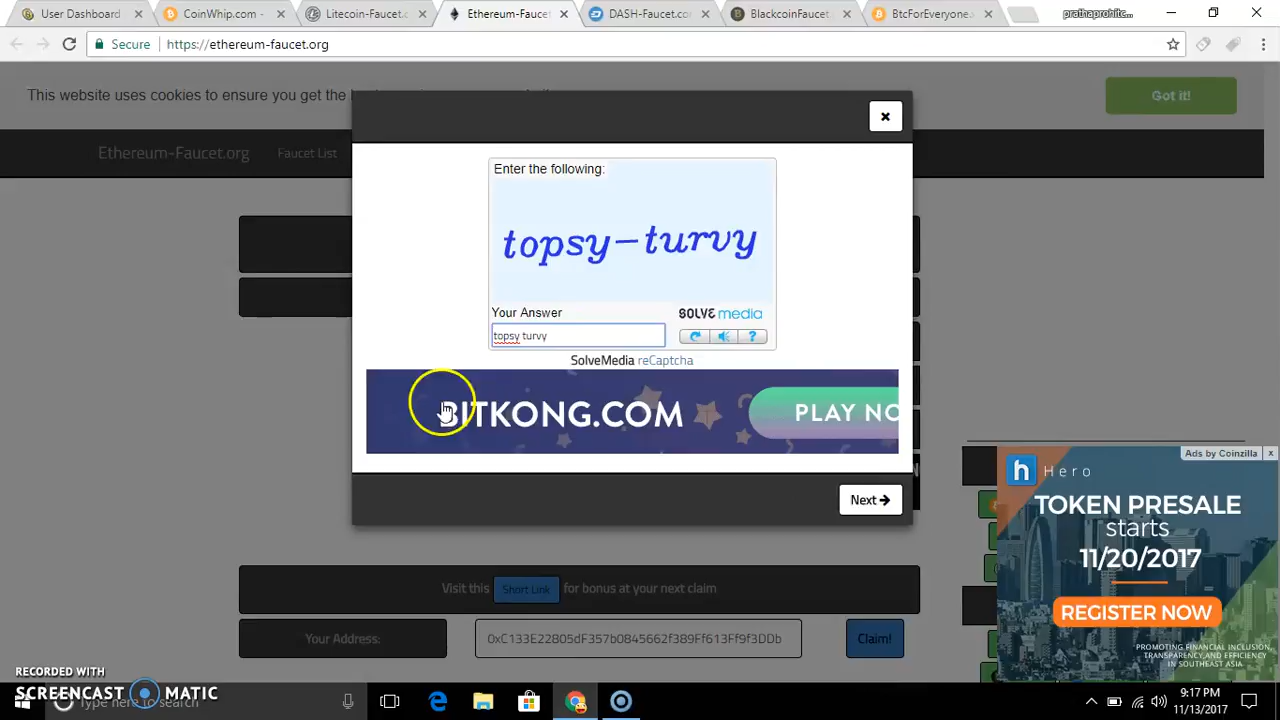 User Dashboard
CoinWhip.com -
Litecoin-Faucet.c
Ethereum-Faucet
DASH-Faucet.com
BlackcoinFaucet
BtcForEveryone.
Secure
https://ethereum-faucet.org
This website uses cookies to ensure you get the
Got it!
Ethereum-Faucet.org
Faucet List
Enter the following:
topsy-turvy
Your Answer
SOLVE media
topsy turvy
SolveMedia reCaptcha
BITKONG.COM
PLAY NO
Next
Ads by Coinzilla
Hero
TOKEN PRESALE
starts
11/20/2017
REGISTER NOW
PROMOTING FINANCIAL INCLUSION,
TRANSPARENCY, AND EFFICIENCY
IN SOUTHEAST ASIA
Visit this Short Link for bonus at your next claim
Your Address:
0xC133E22805dF357b0845662f389Ff613Ff9f3DDb
Claim!
RECORDED WITH
SCREENCAST MATIC
Type here to search
9:17 PM
11/13/2017